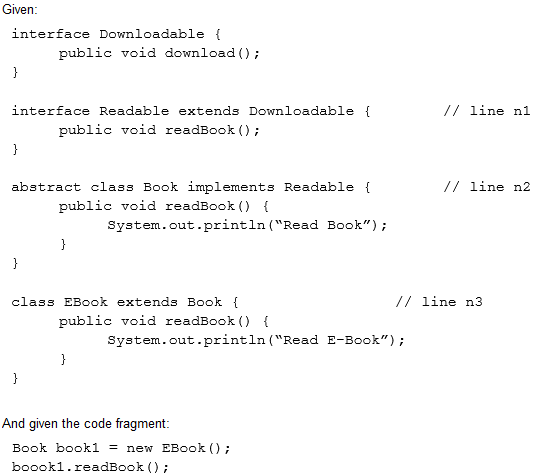 Given:
interface Downloadable {
public void download();
}
interface Readable extends Downloadable { // line n1
public void readBook();
}
abstract class Book implements Readable { // line n2
public void readBook() {
System.out.println(“Read Book”);
}
}
class EBook extends Book { // line n3
public void readBook() {
System.out.println(“Read E-Book”);
}
}
And given the code fragment:
Book book1 = new EBook();
boook1.readBook();